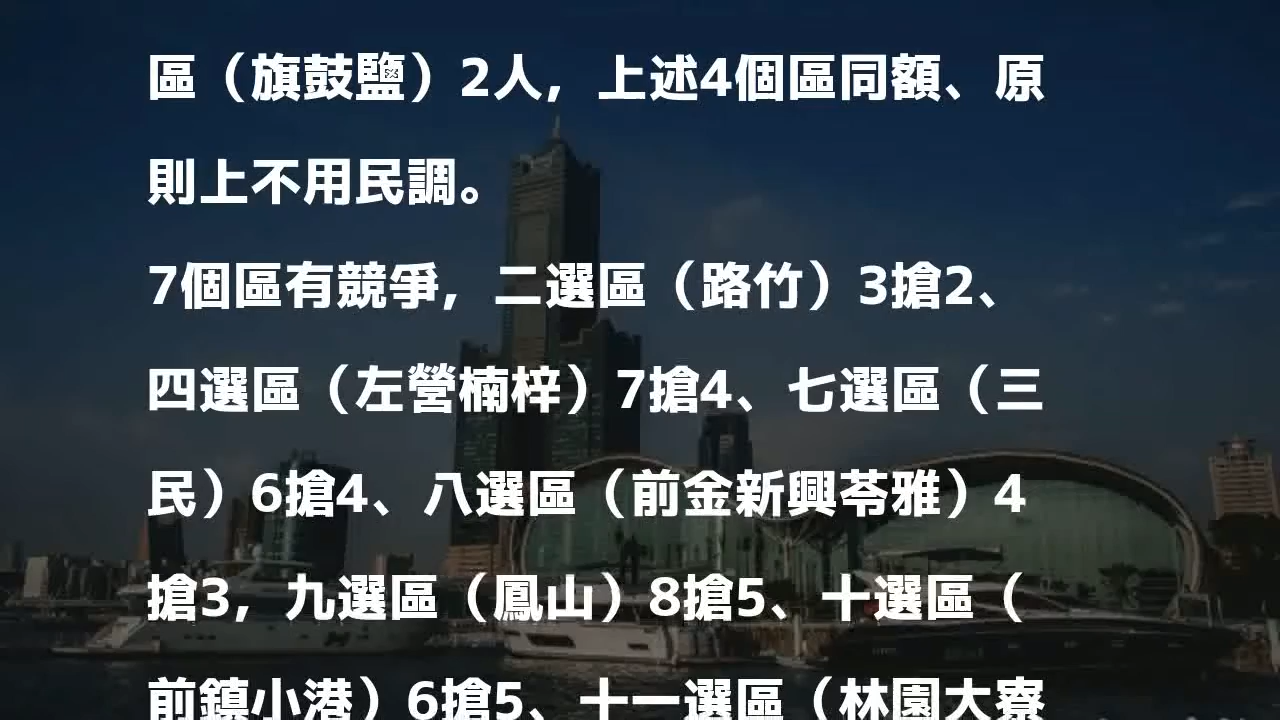 區（旗鼓鹽）2人，上述4個區同額、原
則上不用民調。
7個區有競爭，二選區（路竹）3搶2、
四選區（左營楠梓）7搶4、七選區（三
民）6搶4、八選區（前金新興苓雅）4
搶3，九選區（鳳山）8搶5、十選區（
前鎮小港）6搶5、十一選區（林園大寮